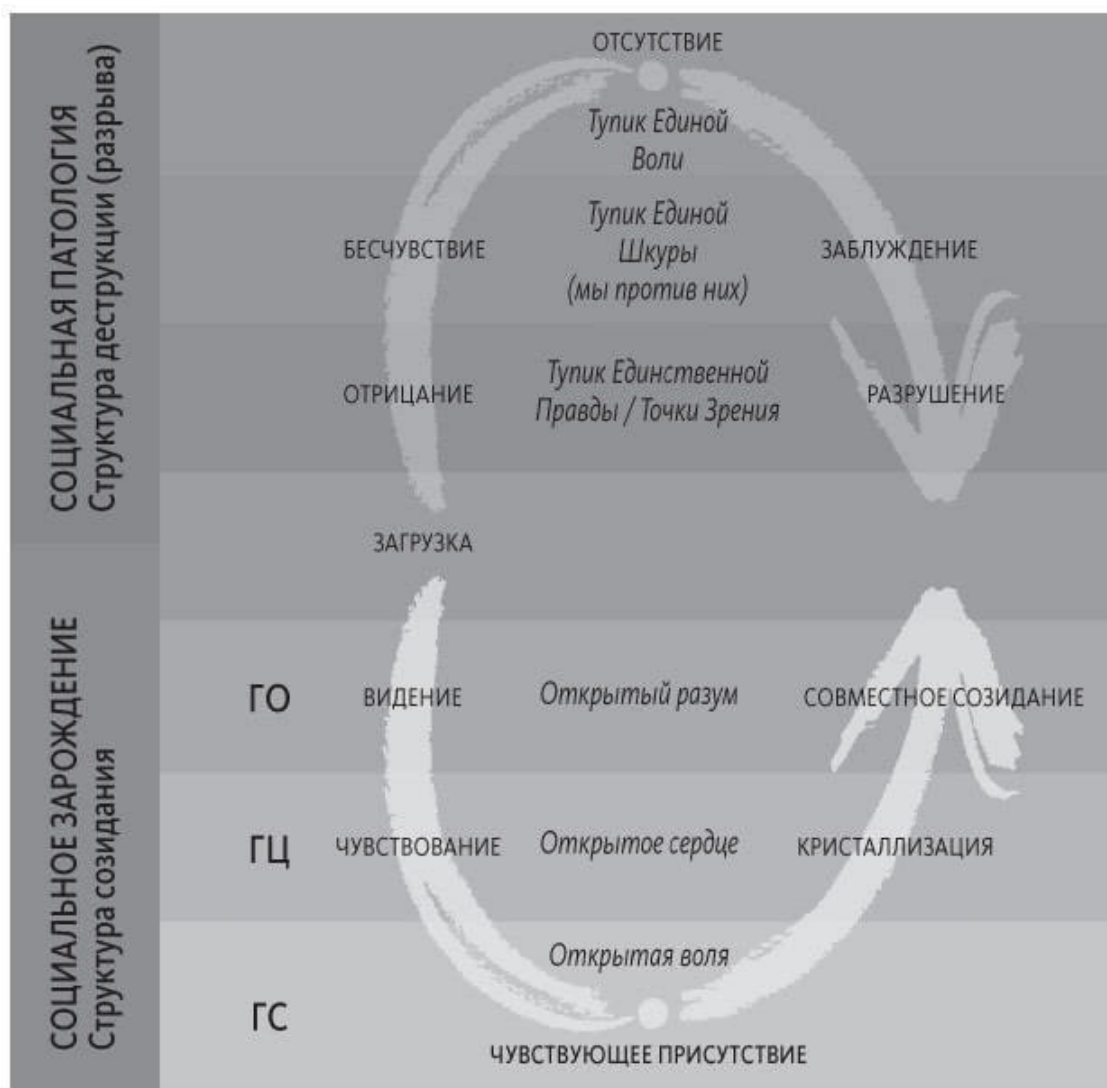 СОЦИАЛЬНАЯ ПАТОЛОГИЯ
Структура деструкции (разрыва)
ОТСУТСТВИЕ
Тупик Единой
Воли
БЕСЧУВСТВИЕ
Тупик Единой
Шкуры
(мы против них)
ЗАБЛУЖДЕНИЕ
ОТРИЦАНИЕ
Тупик Единственной
Правды / Точки Зрения
РАЗРУШЕНИЕ
ЗАГРУЗКА
СОЦИАЛЬНОЕ ЗАРОЖДЕНИЕ
Структура созидания
ГО
ВИДЕНИЕ
Открытый разум
СОВМЕСТНОЕ СОЗИДАНИЕ
ГЦ
ЧУВСТВОВАНИЕ
Открытое сердце
КРИСТАЛЛИЗАЦИЯ
Открытая воля
ГС
ЧУВСТВУЮЩЕЕ ПРИСУТСТВИЕ